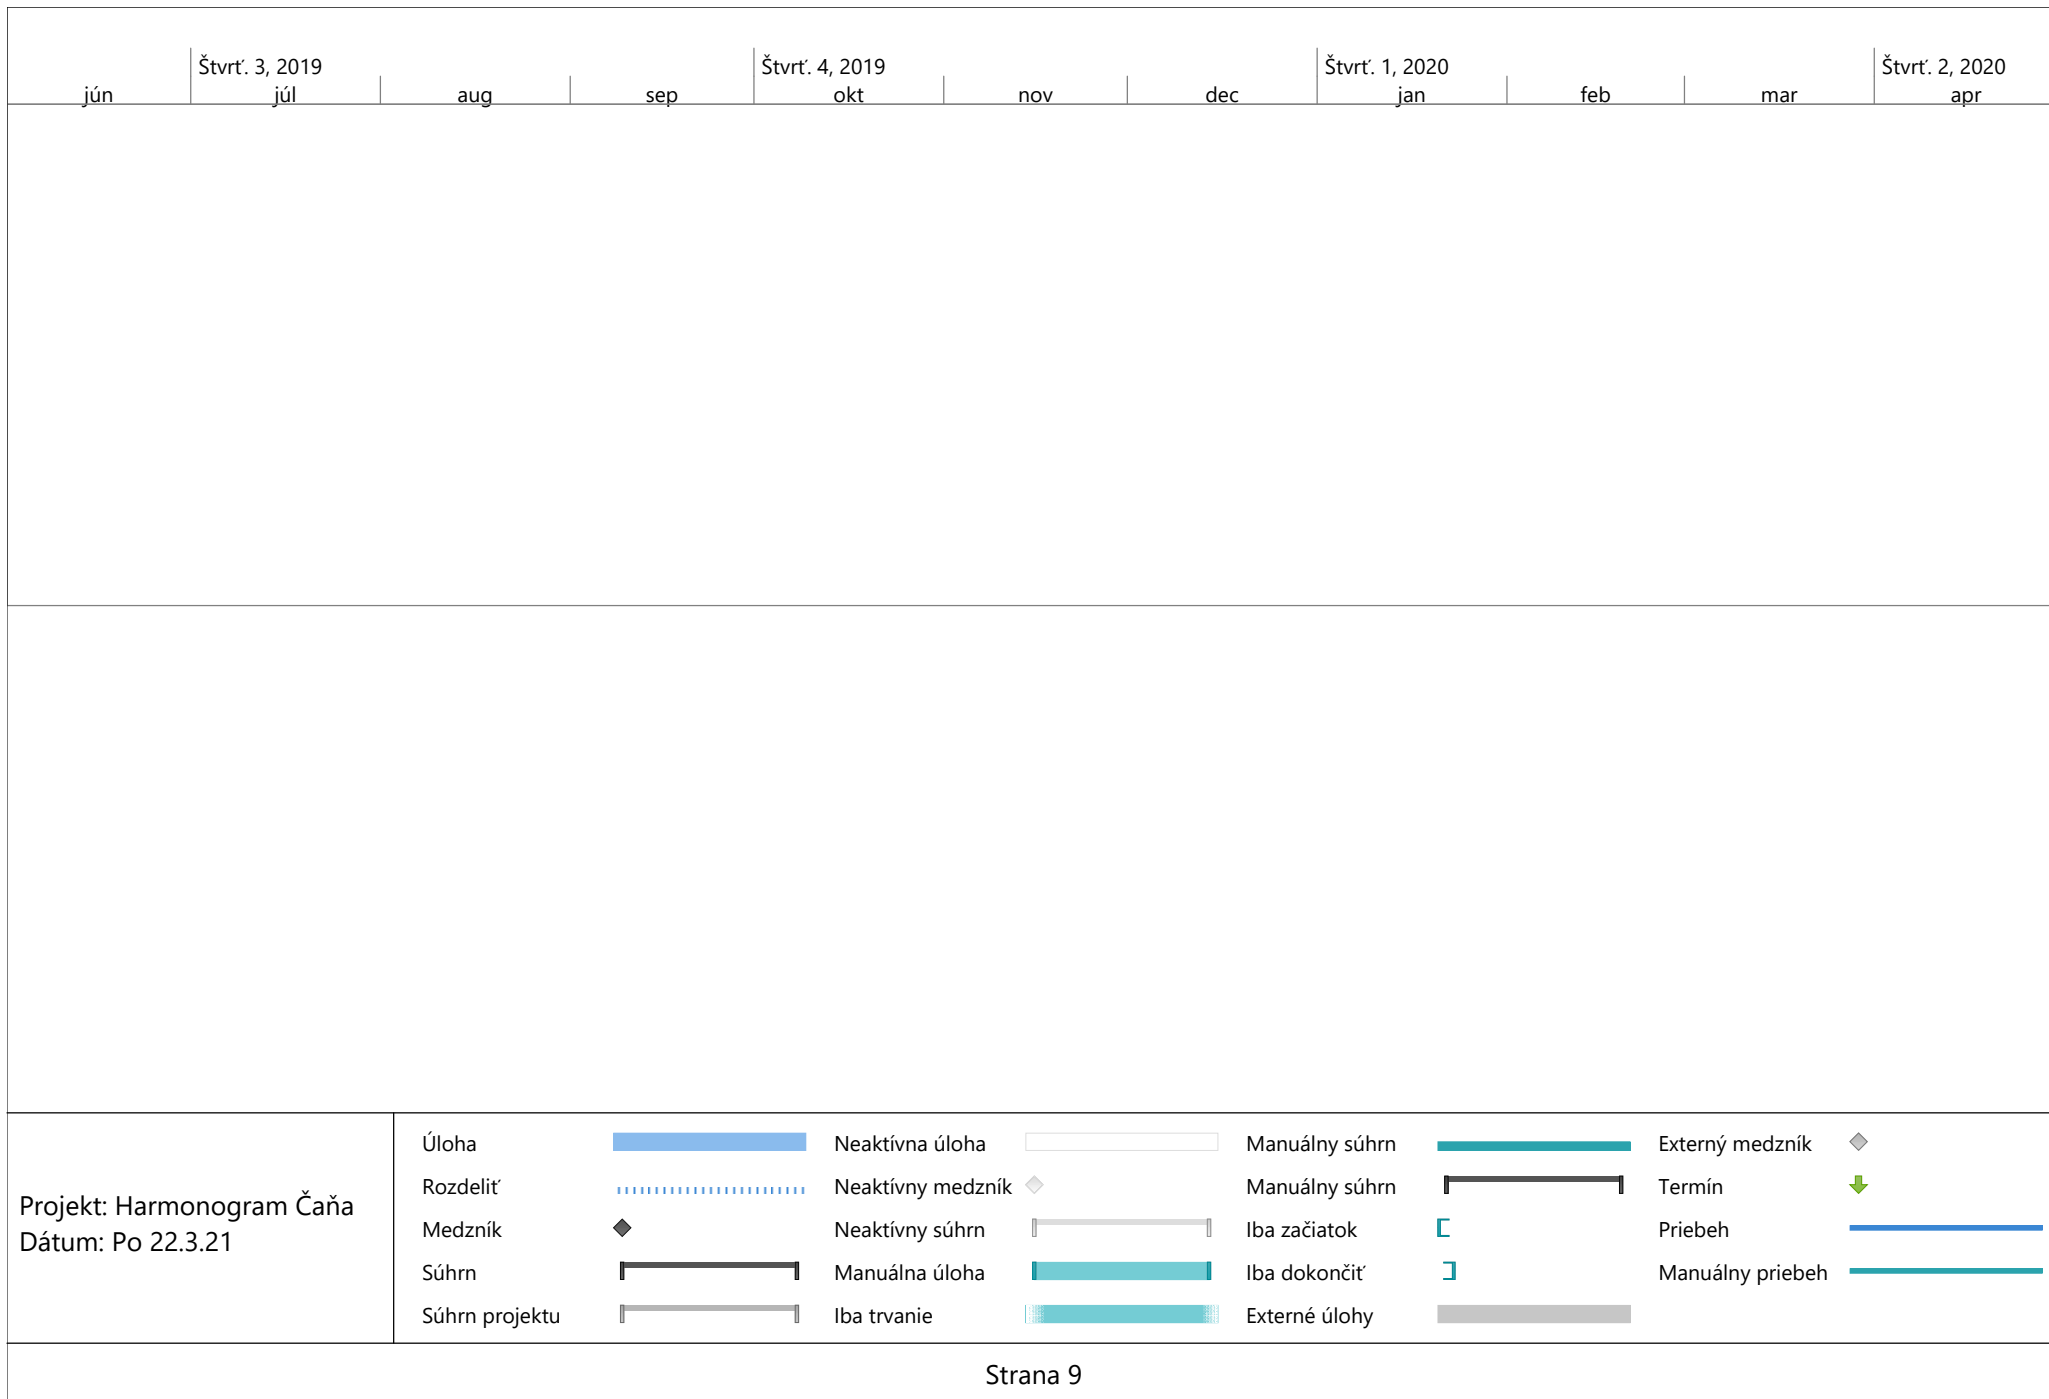 Štvrť. 3, 2019 Štvrť. 4, 2019 Štvrť. 1, 2020 Štvrť. 2, 2020
jún júl aug sep okt nov dec jan feb mar apr
Projekt: Harmonogram Čaňa
Dátum: Po 22.3.21
Úloha
Rozdeliť
Medzník
Súhrn
Súhrn projektu
Neaktívna úloha
Neaktívny medzník
Neaktívny súhrn
Manuálna úloha
Iba trvanie
Manuálny súhrn
Manuálny súhrn
Iba začiatok
Iba dokončiť
Externé úlohy
Externý medzník
Termín
Priebeh
Manuálny priebeh
Strana 9